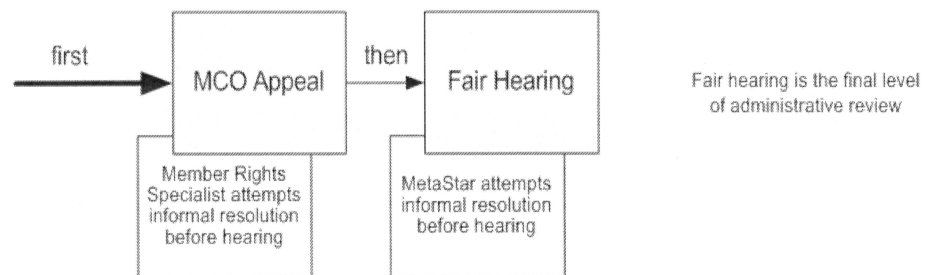 first
MCO Appeal
then
Fair Hearing
Fair hearing is the final level
of administrative review
Member Rights
Specialist attempts
informal resolution
before hearing
MetaStar attempts
informal resolution
before hearing